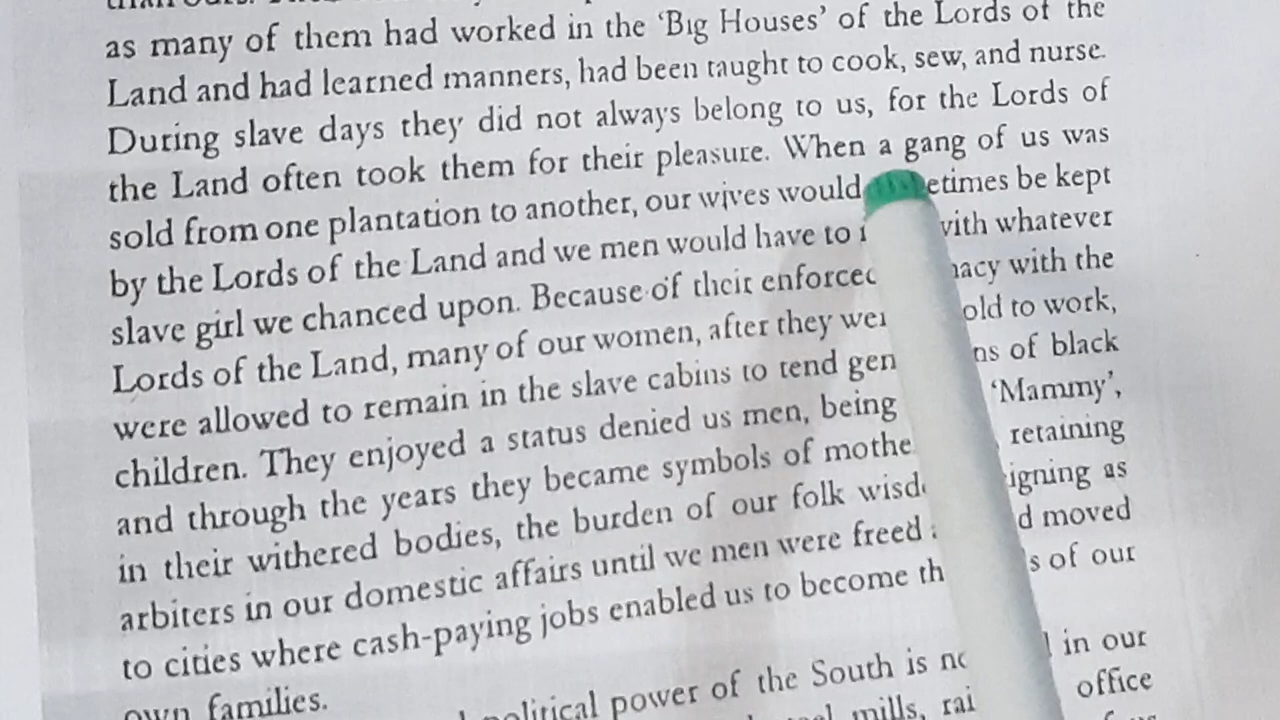 as many of them had worked in the ‘Big Houses’ of the Lords of the
Land and had learned manners, had been taught to cook, sew, and nurse.
During slave days they did not always belong to us, for the Lords of
the Land often took them for their pleasure. When a gang of us was
sold from one plantation to another, our wives would be kept
by the Lords of the Land and we men would have to with whatever
slave girl we chanced upon. Because of their enforced with the
Lords of the Land, many of our women, after they to work,
were allowed to remain in the slave cabins to tend of black
children. They enjoyed a status denied us men, being ‘Mammy’,
and through the years they became symbols of retaining
in their withered bodies, the burden of our folk as
arbiters in our domestic affairs until we men were freed moved
to cities where cash-paying jobs enabled us to become of our
own families.
political power of the South is in our
mills, office